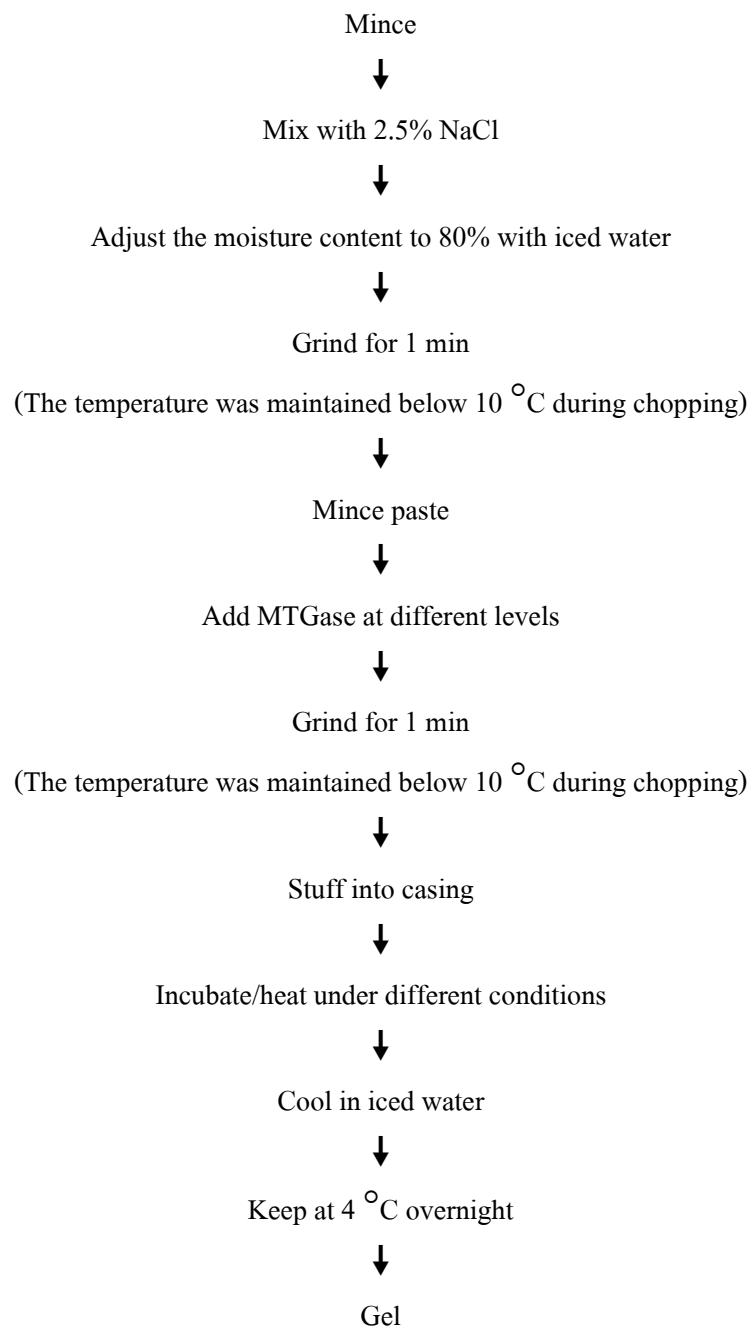 Mince
Mix with 2.5% NaCl
Adjust the moisture content to 80% with iced water
Grind for 1 min
(The temperature was maintained below 10 °C during chopping)
Mince paste
Add MTGase at different levels
Grind for 1 min
(The temperature was maintained below 10 °C during chopping)
Stuff into casing
Incubate/heat under different conditions
Cool in iced water
Keep at 4 °C overnight
Gel